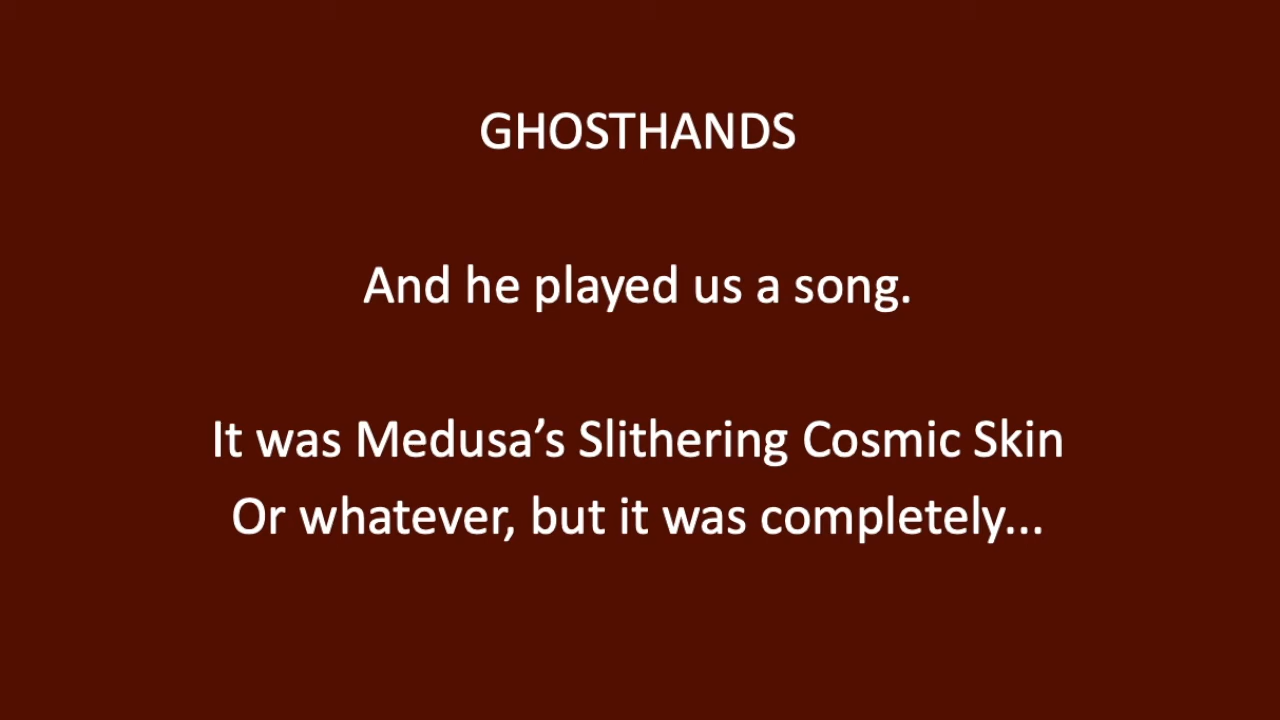 GHOSTHANDS
And he played us a song.
It was Medusa’s Slithering Cosmic Skin
Or whatever, but it was completely...